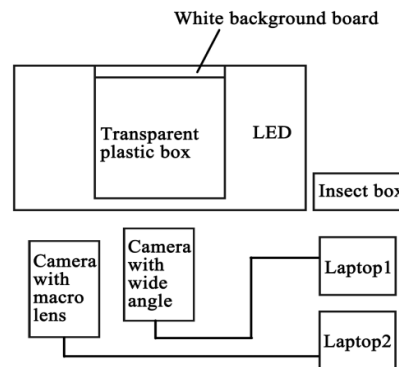 White background board
Transparent
plastic box
LED
Insect box
Camera
with
macro
lens
Camera
with
wide
angle
Laptop1
Laptop2